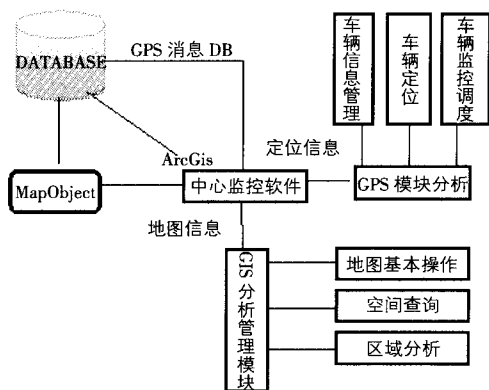 GPS 消息 DB
DATABASE
车辆信息管理
车辆定位
车辆监控调度
ArcGis
定位信息
MapObject
中心监控软件
GPS 模块分析
地图信息
GIS分析管理模块
地图基本操作
空间查询
区域分析